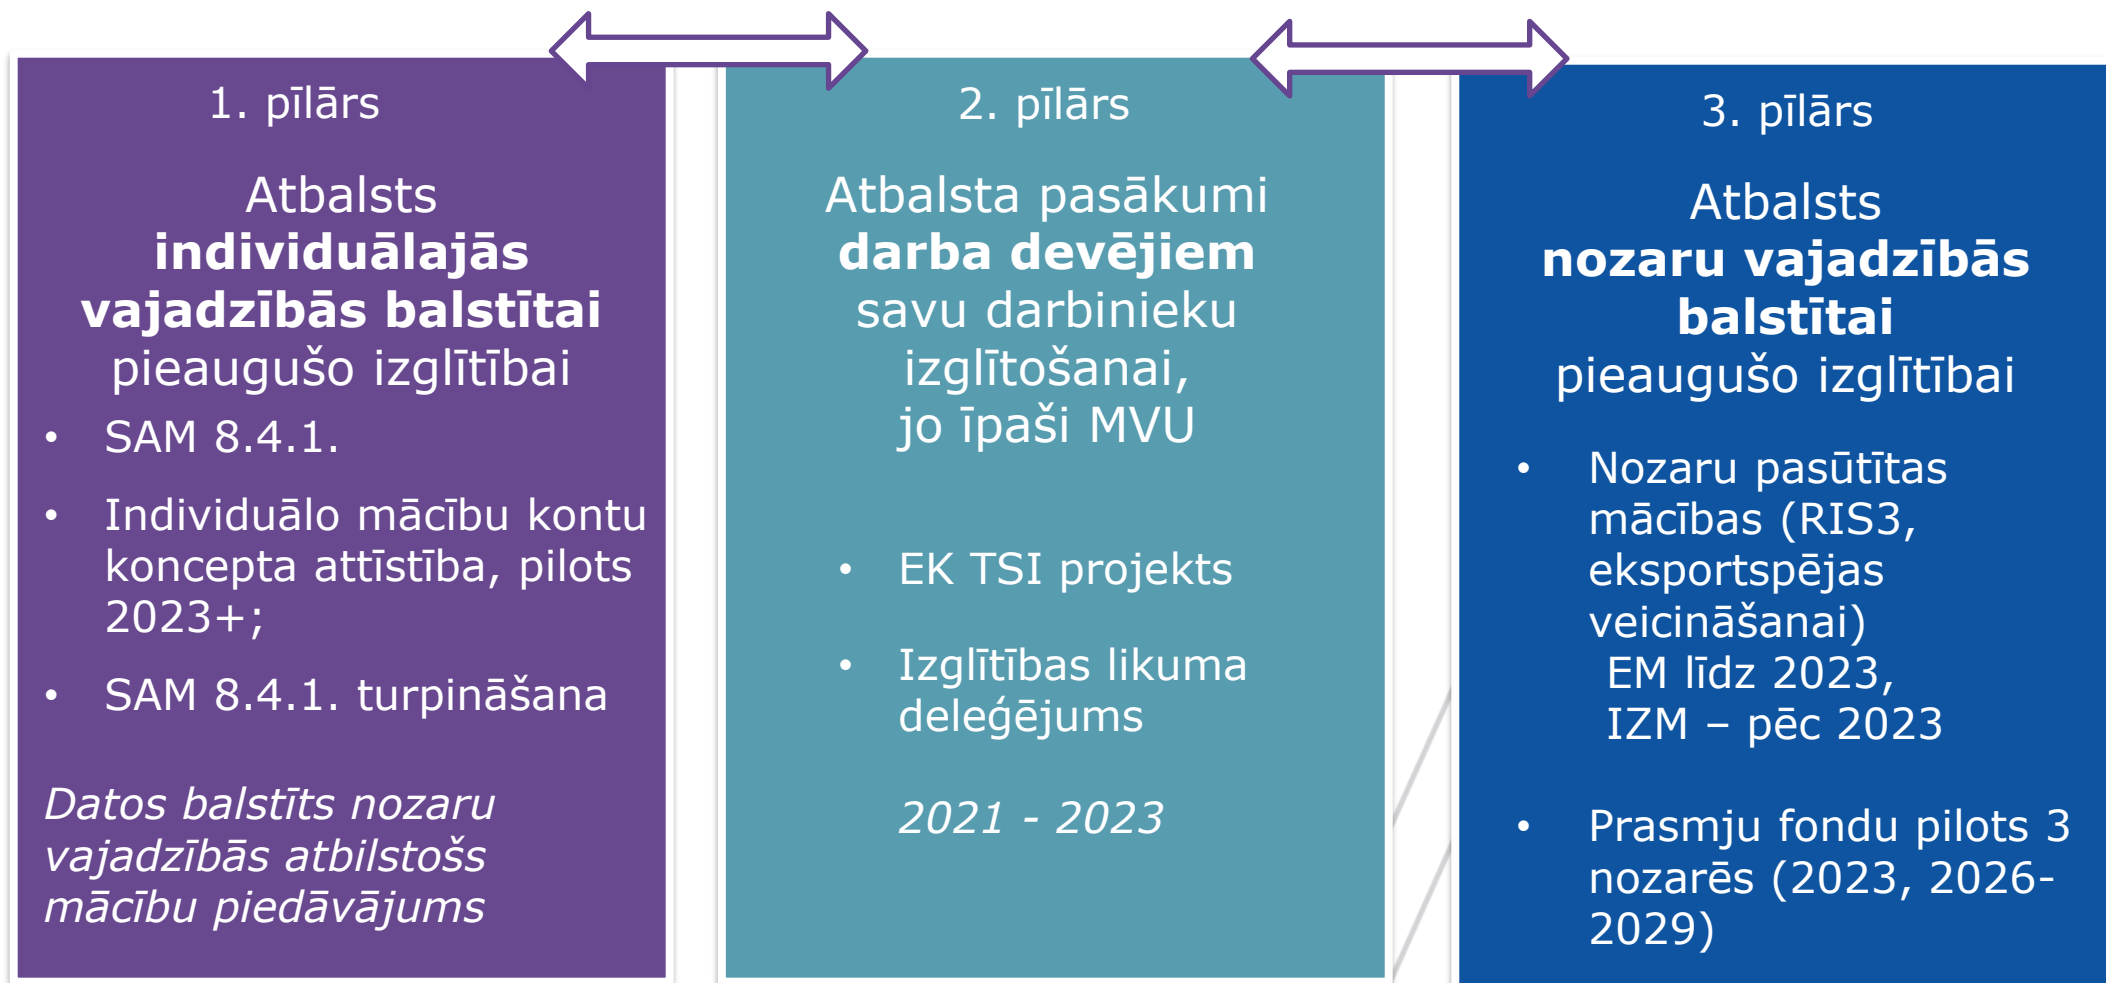 1. pīlārs
Atbalsts
individuālajās
vajadzībās balstītai
pieaugušo izglītībai
• SAM 8.4.1.
• Individuālo mācību kontu
koncepta attīstība, pilots
2023+;
• SAM 8.4.1. turpināšana
Datos balstīts nozaru
vajadzībās atbilstošs
mācību piedāvājums
2. pīlārs
Atbalsta pasākumi
darba devējiem
savu darbinieku
izglītošanai,
jo īpaši MVU
• EK TSI projekts
• Izglītības likuma
deleģējums
2021 - 2023
3. pīlārs
Atbalsts
nozaru vajadzībās
balstītai
pieaugušo izglītībai
• Nozaru pasūtītas
mācības (RIS3,
eksportspējas
veicināšanai)
EM līdz 2023,
IZM – pēc 2023
• Prasmju fondu pilots 3
nozarēs (2023, 2026-
2029)